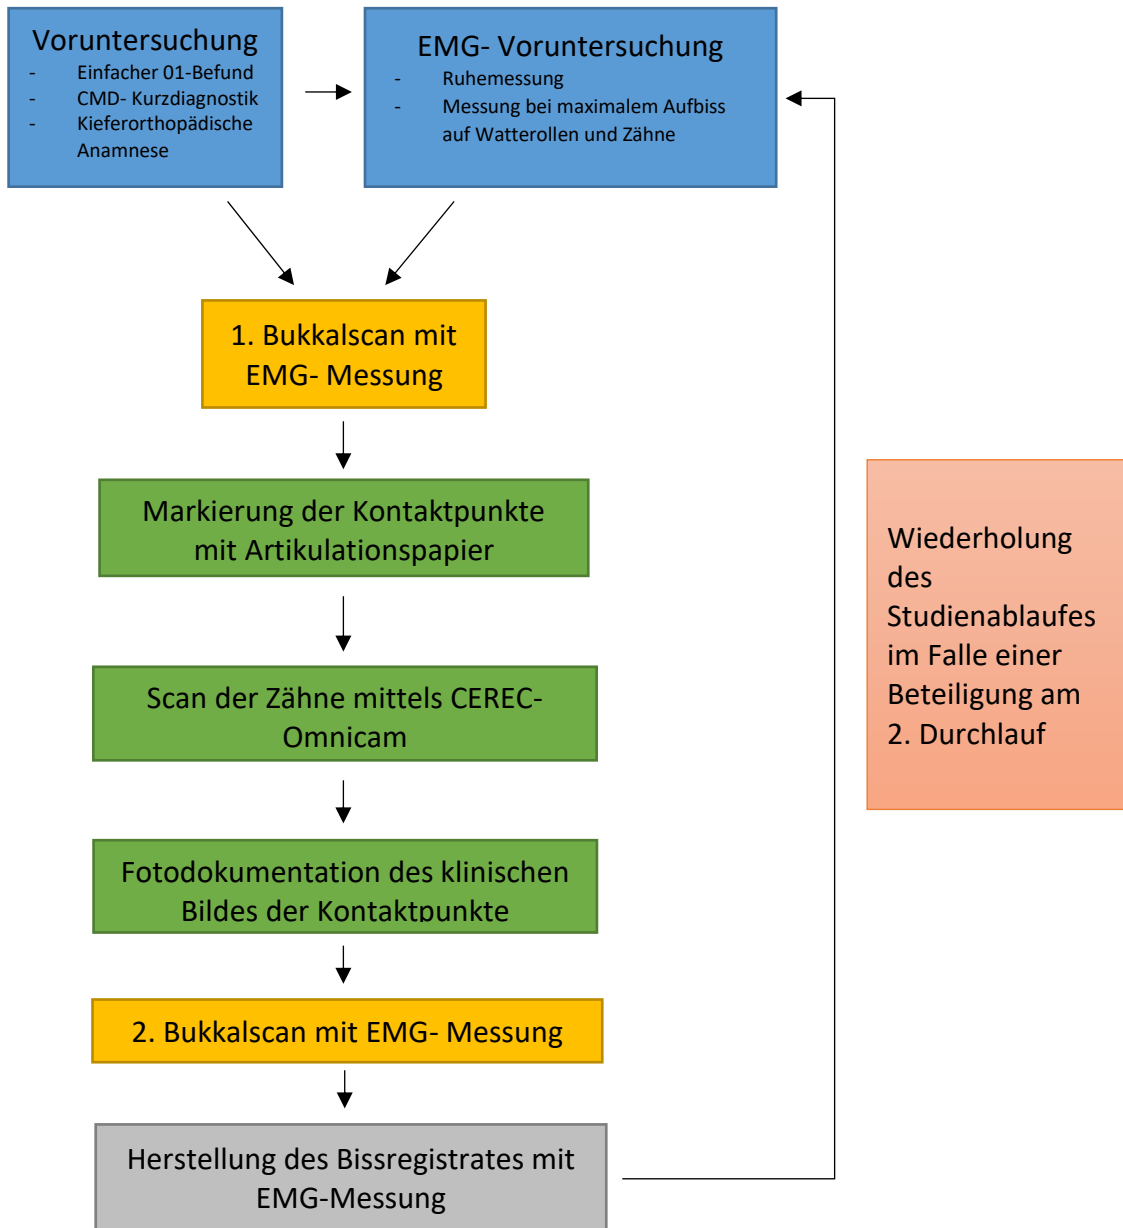 Voruntersuchung
- Einfacher 01-Befund
- CMD- Kurzdiagnostik
- Kieferorthopädische
Anamnese
EMG- Voruntersuchung
- Ruhemessung
- Messung bei maximalem Aufbiss
auf Watterollen und Zähne
1. Bukkalscan mit
EMG- Messung
Markierung der Kontaktpunkte
mit Artikulationspapier
Scan der Zähne mittels CEREC-
Omnicam
Fotodokumentation des klinischen
Bildes der Kontaktpunkte
2. Bukkalscan mit EMG- Messung
Herstellung des Bissregistrates mit
EMG-Messung
Wiederholung
des
Studienablaufes
im Falle einer
Beteiligung am
2. Durchlauf